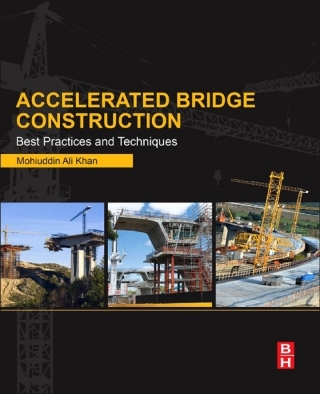 ACCELERATED BRIDGE
CONSTRUCTION
Best Practices and Techniques
Mohiuddin Ali Khan
B
H